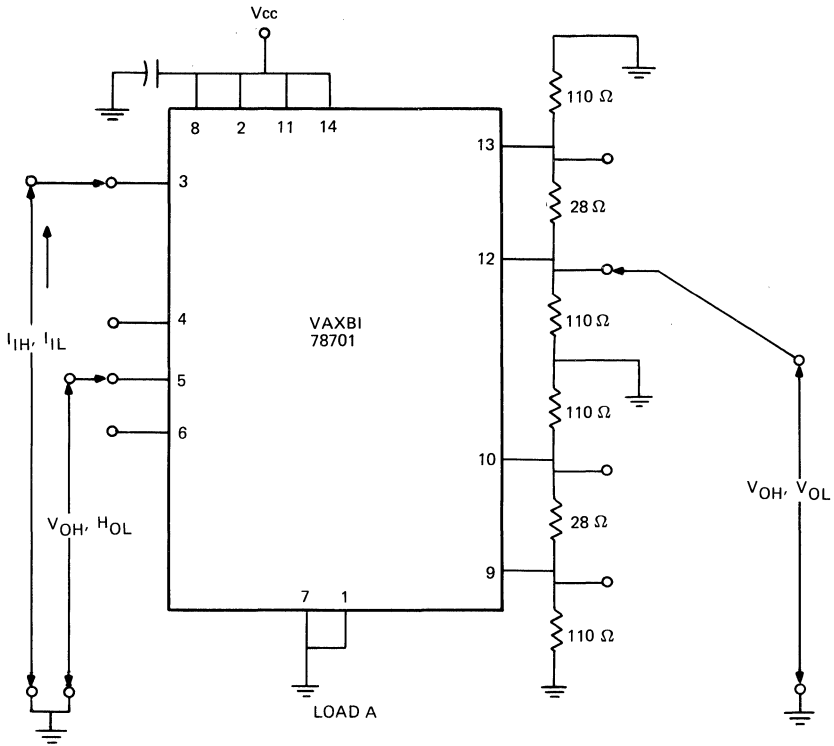 Vcc
110 Ω
8 2 11 14
13
3
28 Ω
12
4
VAXBI
78701
110 Ω
I_IH, I_IL
5
110 Ω
6
10
V_OH, V_OL
V_OH, H_OL
28 Ω
9
7 1
110 Ω
LOAD A